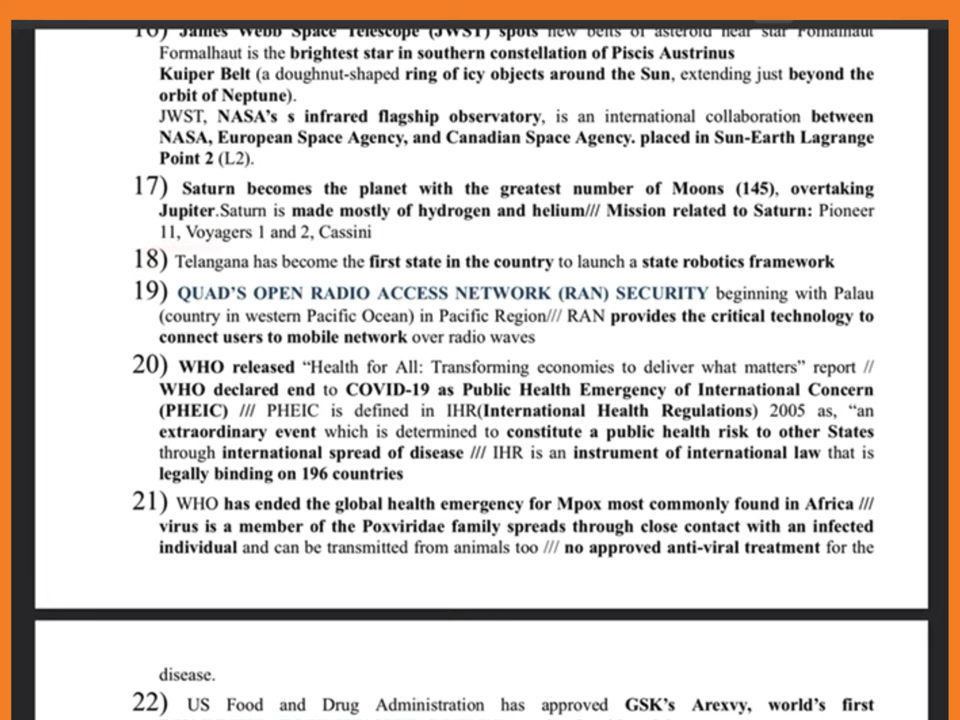 16) James Webb Space Telescope (JWST) spots new belts of asteroid near star Fomalhaut
Formalhaut is the brightest star in southern constellation of Piscis Austrinus
Kuiper Belt (a doughnut-shaped ring of icy objects around the Sun, extending just beyond the
orbit of Neptune).
JWST, NASA's s infrared flagship observatory, is an international collaboration between
NASA, European Space Agency, and Canadian Space Agency. placed in Sun-Earth Lagrange
Point 2 (L2).
17) Saturn becomes the planet with the greatest number of Moons (145), overtaking
Jupiter.Saturn is made mostly of hydrogen and helium/// Mission related to Saturn: Pioneer
11, Voyagers 1 and 2, Cassini
18) Telangana has become the first state in the country to launch a state robotics framework
19) QUAD'S OPEN RADIO ACCESS NETWORK (RAN) SECURITY beginning with Palau
(country in western Pacific Ocean) in Pacific Region/// RAN provides the critical technology to
connect users to mobile network over radio waves
20) WHO released “Health for All: Transforming economies to deliver what matters” report //
WHO declared end to COVID-19 as Public Health Emergency of International Concern
(PHEIC) /// PHEIC is defined in IHR(International Health Regulations) 2005 as, “an
extraordinary event which is determined to constitute a public health risk to other States
through international spread of disease /// IHR is an instrument of international law that is
legally binding on 196 countries
21) WHO has ended the global health emergency for Mpox most commonly found in Africa ///
virus is a member of the Poxviridae family spreads through close contact with an infected
individual and can be transmitted from animals too /// no approved anti-viral treatment for the
disease.
22) US Food and Drug Administration has approved GSK's Arexvy, world's first